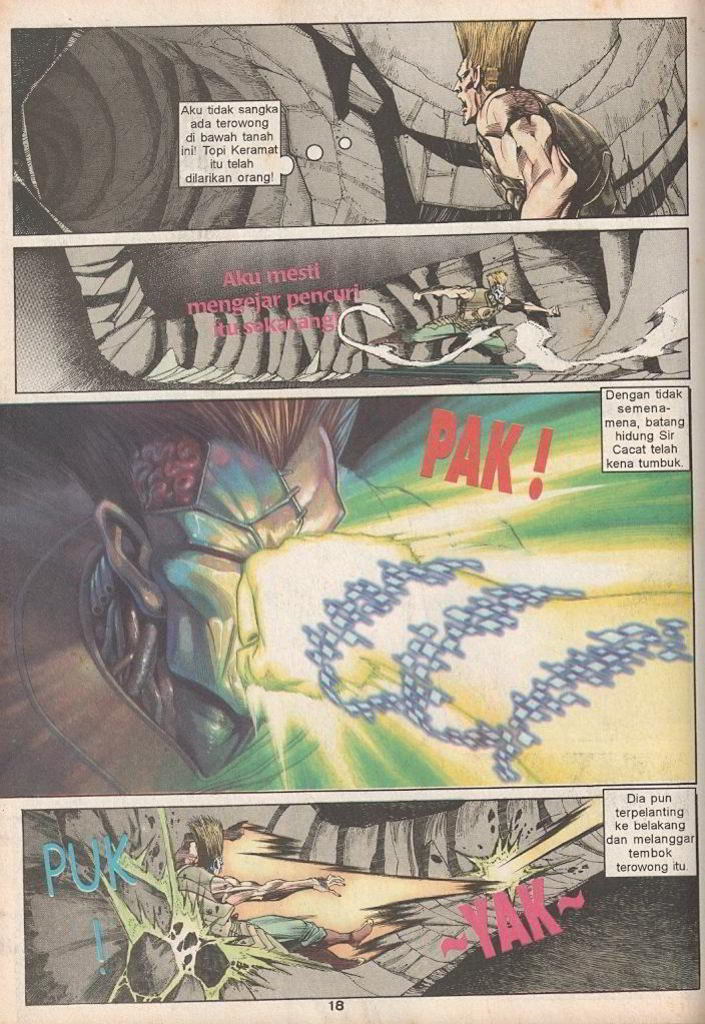 Aku tidak sangka
ada terowong
di bawah tanah
ini! Topi Keramat
itu telah
dilarikan orang!
Aku mesti
mengejar pencuri
itu sekarang!
Dengan tidak
semena-
mena, batang
hidung Sir
Cacat telah
kena tumbuk.
PAK!
Dia pun
terpelanting
ke belakang
dan melanggar
tembok
terowong itu.
PUK
!
~YAK~
18